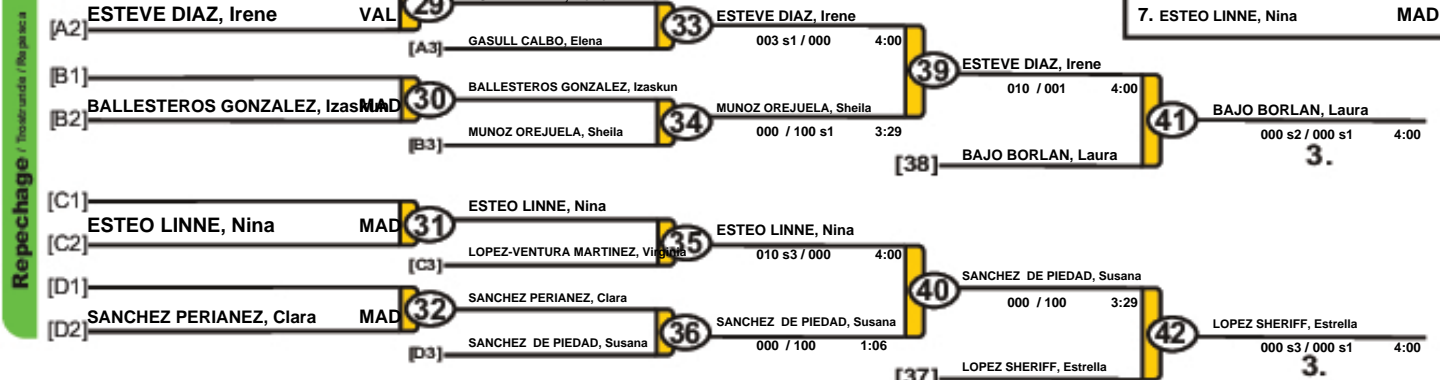 Repechage / Trostrunde / Repesca
[A2]
ESTEVE DIAZ, Irene VAL
29
[A3]
GASULL CALBO, Elena
33
ESTEVE DIAZ, Irene
003 s1 / 000 4:00
7. ESTEO LINNE, Nina MAD
[B1]
[B2]
BALLESTEROS GONZALEZ, Izaskun MAD
30
BALLESTEROS GONZALEZ, Izaskun
[B3]
MUNOZ OREJUELA, Sheila
34
MUNOZ OREJUELA, Sheila
000 / 100 s1 3:29
39
ESTEVE DIAZ, Irene
010 / 001 4:00
[38]
BAJO BORLAN, Laura
41
BAJO BORLAN, Laura
000 s2 / 000 s1 4:00
3.
[C1]
[C2]
ESTEO LINNE, Nina MAD
31
ESTEO LINNE, Nina
[C3]
LOPEZ-VENTURA MARTINEZ, Virginia
35
ESTEO LINNE, Nina
010 s3 / 000 4:00
[D1]
[D2]
SANCHEZ PERIANEZ, Clara MAD
32
SANCHEZ PERIANEZ, Clara
[D3]
SANCHEZ DE PIEDAD, Susana
36
SANCHEZ DE PIEDAD, Susana
000 / 100 1:06
40
SANCHEZ DE PIEDAD, Susana
000 / 100 3:29
[37]
LOPEZ SHERIFF, Estrella
42
LOPEZ SHERIFF, Estrella
000 s3 / 000 s1 4:00
3.